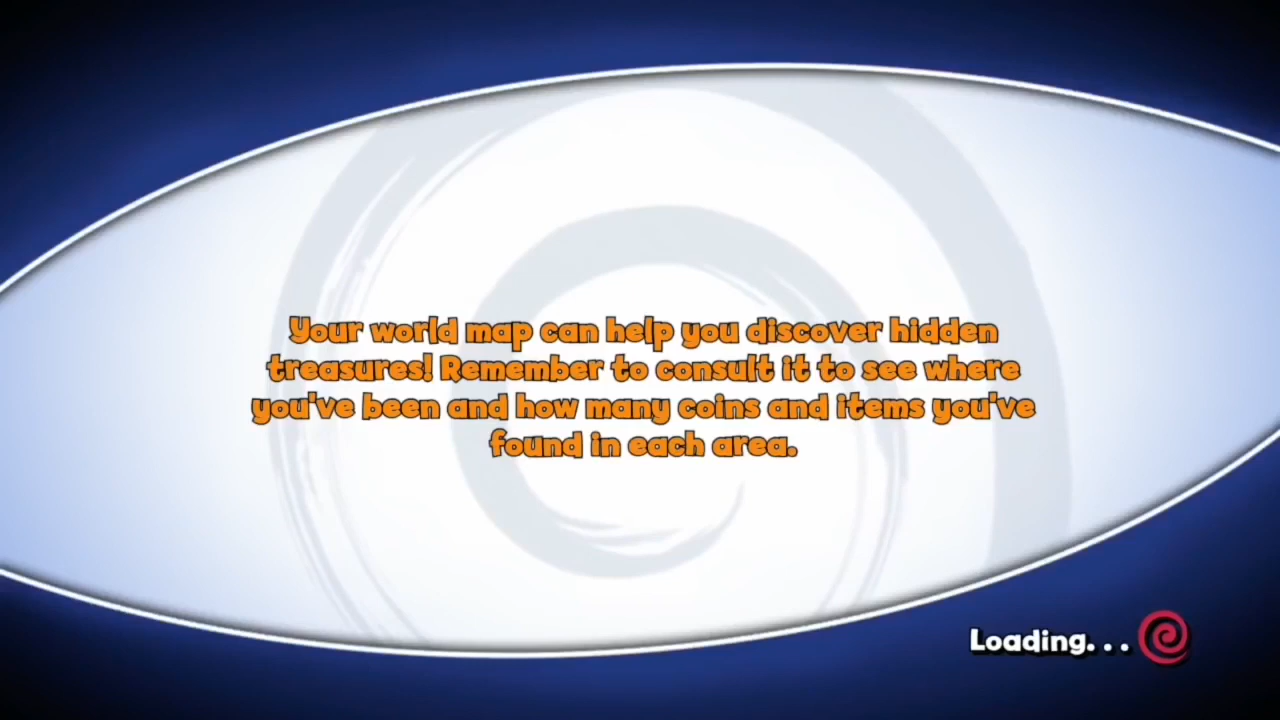 Your world map can help you discover hidden
treasures! Remember to consult it to see where
you've been and how many coins and items you've
found in each area.
Loading. . .